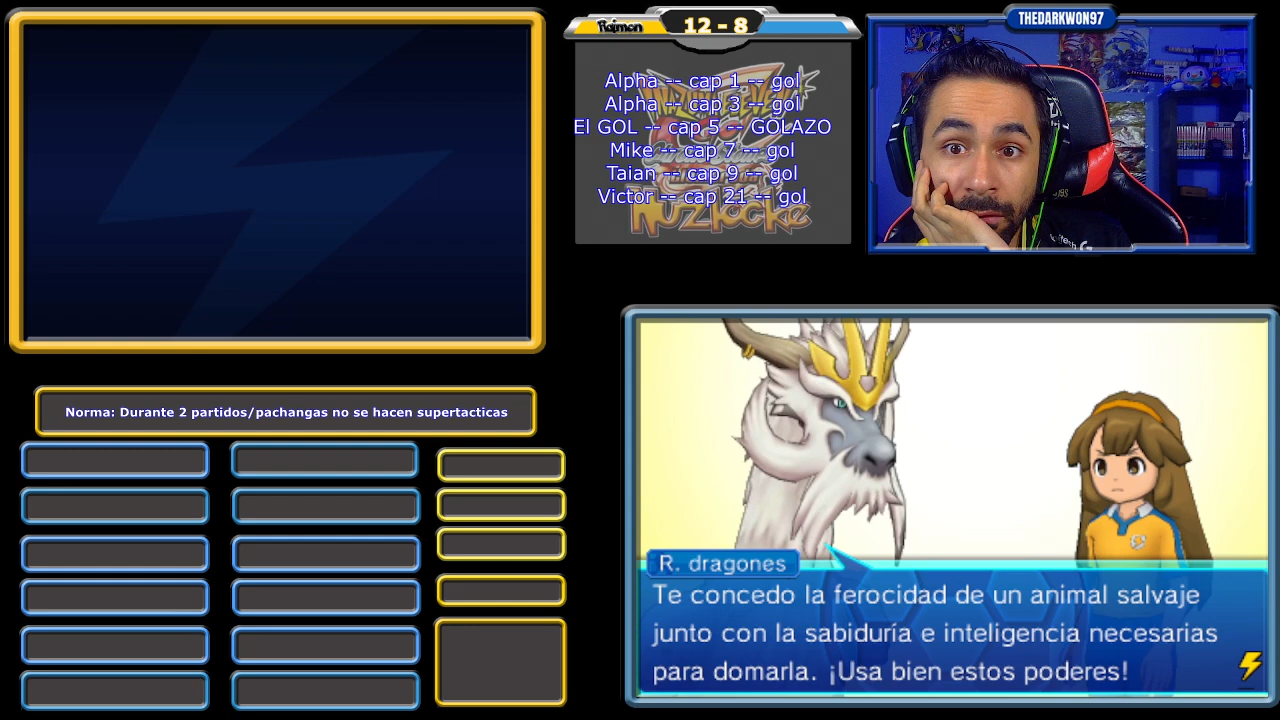 Raimon
12 - 8
THEDARKWON97
Alpha -- cap 1 -- gol
Alpha -- cap 3 -- gol
El GOL -- cap 5 -- GOLAZO
Mike -- cap 7 -- gol
Taian -- cap 9 -- gol
Victor -- cap 21 -- gol
Nuzlocke
Norma: Durante 2 partidos/pachangas no se hacen supertacticas
R. dragones
Te concedo la ferocidad de un animal salvaje
junto con la sabiduría e inteligencia necesarias
para domarla. ¡Usa bien estos poderes!